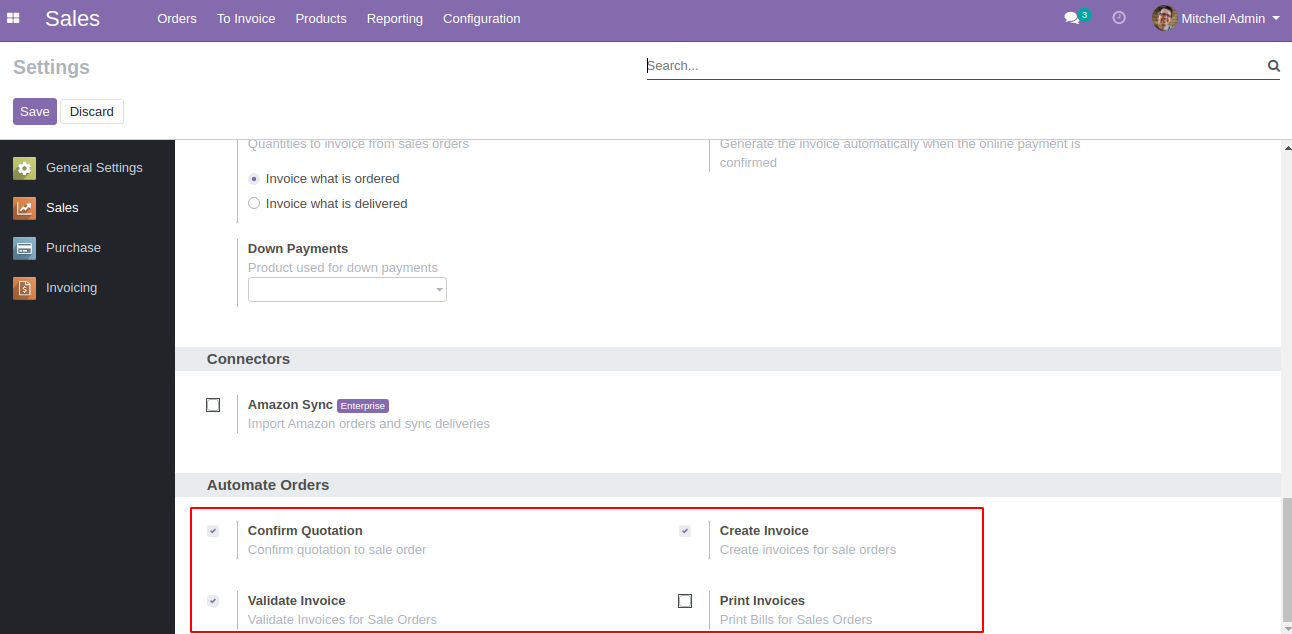 Sales
Orders
To Invoice
Products
Reporting
Configuration
3
Mitchell Admin
Settings
Search...
Save
Discard
General Settings
Sales
Purchase
Invoicing
Quantities to invoice from sales orders
Invoice what is ordered
Invoice what is delivered
Generate the invoice automatically when the online payment is
confirmed
Down Payments
Product used for down payments
Connectors
Amazon Sync Enterprise
Import Amazon orders and sync deliveries
Automate Orders
Confirm Quotation
Confirm quotation to sale order
Create Invoice
Create invoices for sale orders
Validate Invoice
Validate Invoices for Sale Orders
Print Invoices
Print Bills for Sales Orders